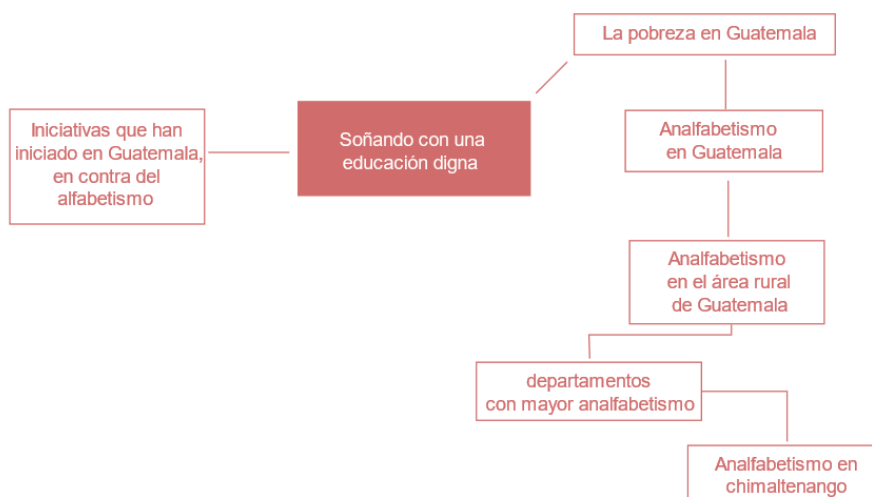 La pobreza en Guatemala
Iniciativas que han
iniciado en Guatemala,
en contra del
alfabetismo
Soñando con una
educación digna
Analfabetismo
en Guatemala
Analfabetismo
en el área rural
de Guatemala
departamentos
con mayor analfabetismo
Analfabetismo en
chimaltenango